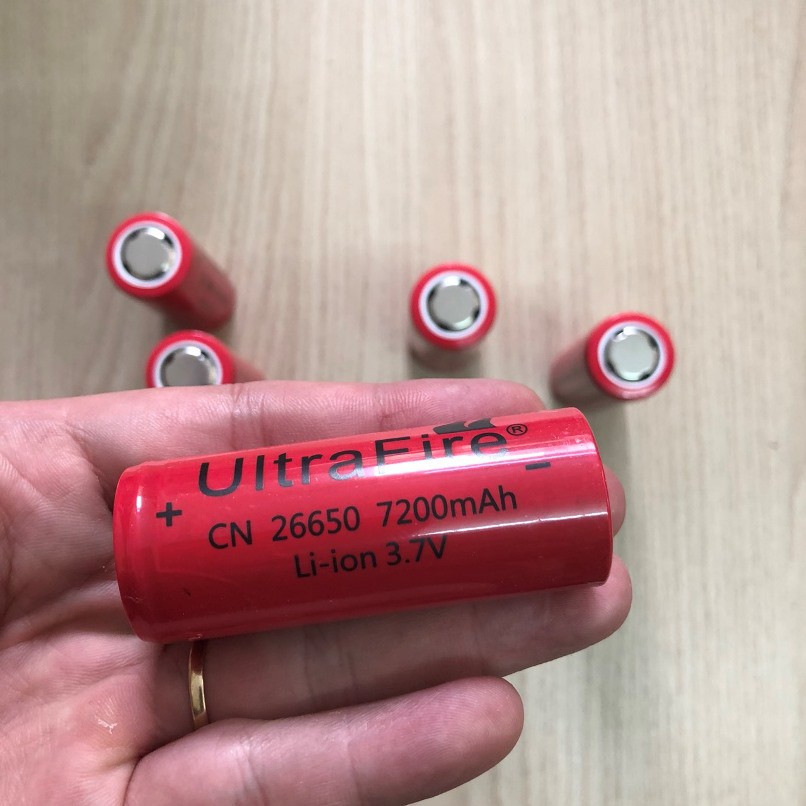 UltraFire®
+ -
CN 26650 7200mAh
Li-ion 3.7V